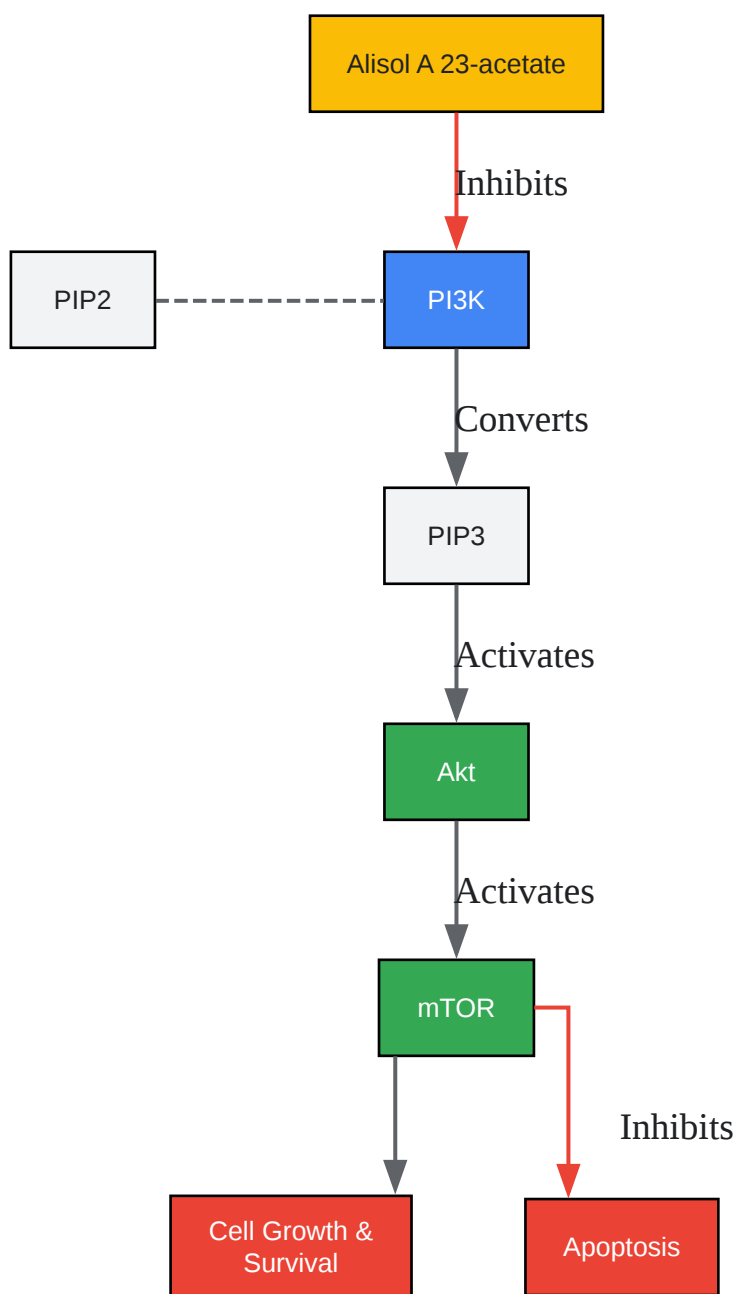 Alisol A 23-acetate
Inhibits
PIP2
PI3K
Converts
PIP3
Activates
Akt
Activates
mTOR
Inhibits
Cell Growth &
Survival
Apoptosis